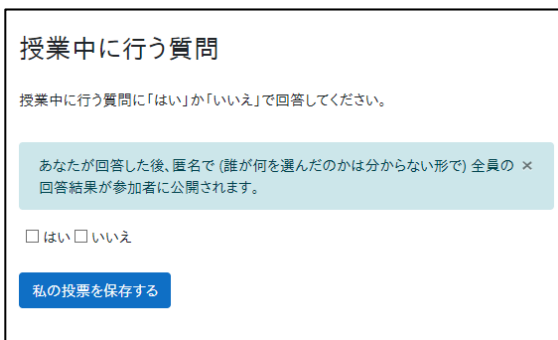 授業中に行う質問
授業中に行う質問に「はい」か「いいえ」で回答してください。
あなたが回答した後、匿名で (誰が何を選んだのかは分からない形で) 全員の ×
回答結果が参加者に公開されます。
はい いいえ
私の投票を保存する